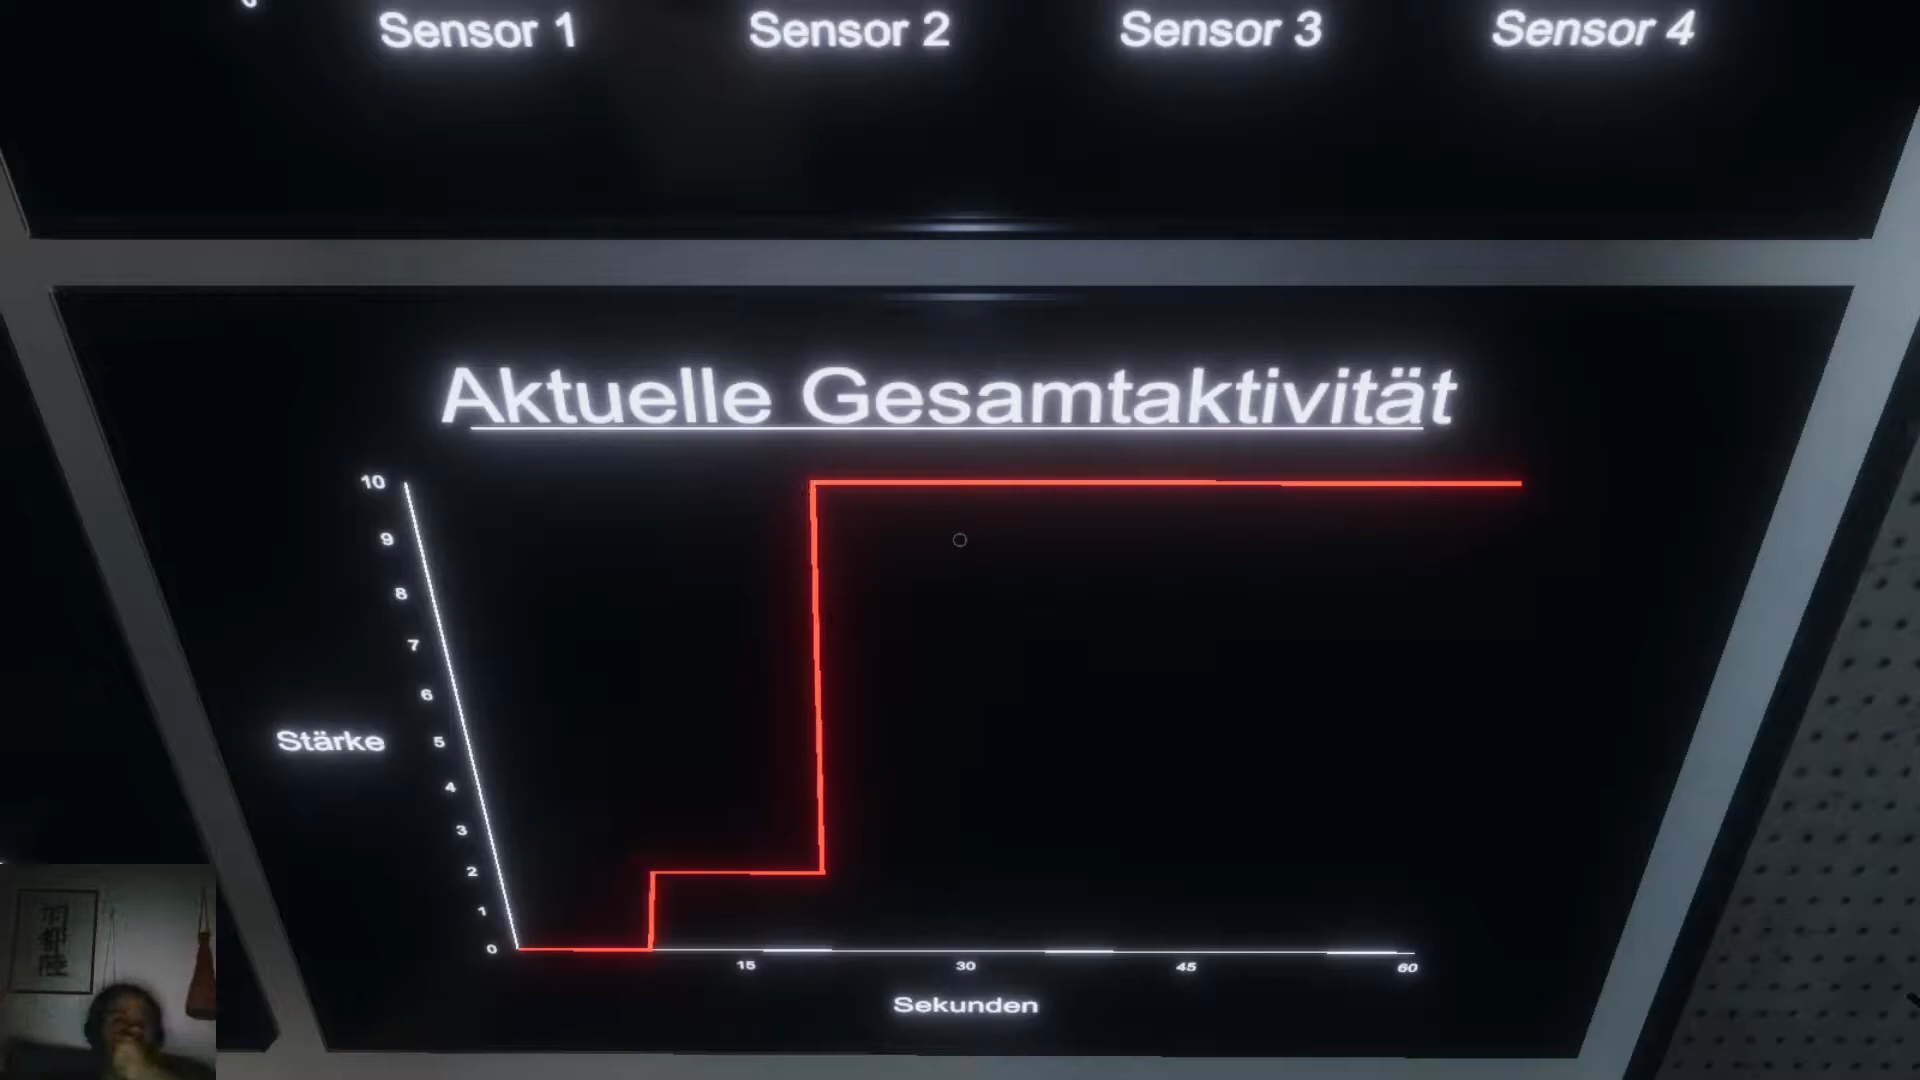 Sensor 1 Sensor 2 Sensor 3 Sensor 4
Aktuelle Gesamtaktivität
10
9
8
7
6
Stärke
5
4
3
2
1
0
15 30 45 60
Sekunden